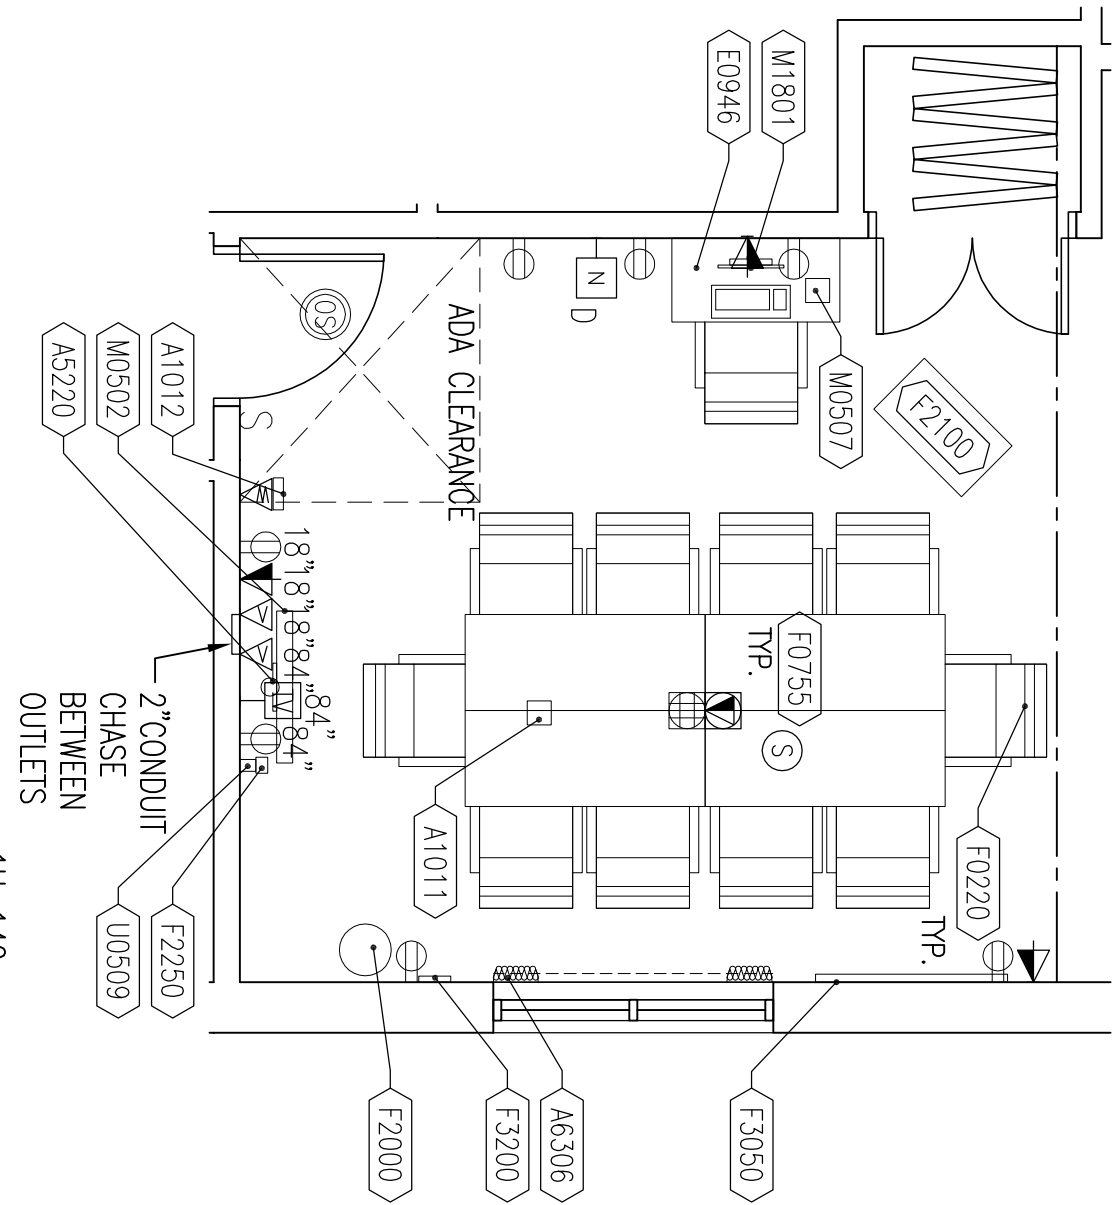 M1801
E0946
M0507
F2100
N
D
OS
ADA CLEARANCE
S
A1012
M0502
A5220
M
18"
18"
V
18"
V
84"
V
84"
84"
2"CONDUIT
CHASE
BETWEEN
OUTLETS
F0755
TYP.
S
A1011
F0220
TYP.
F2250
U0509
F3050
A6306
F3200
F2000